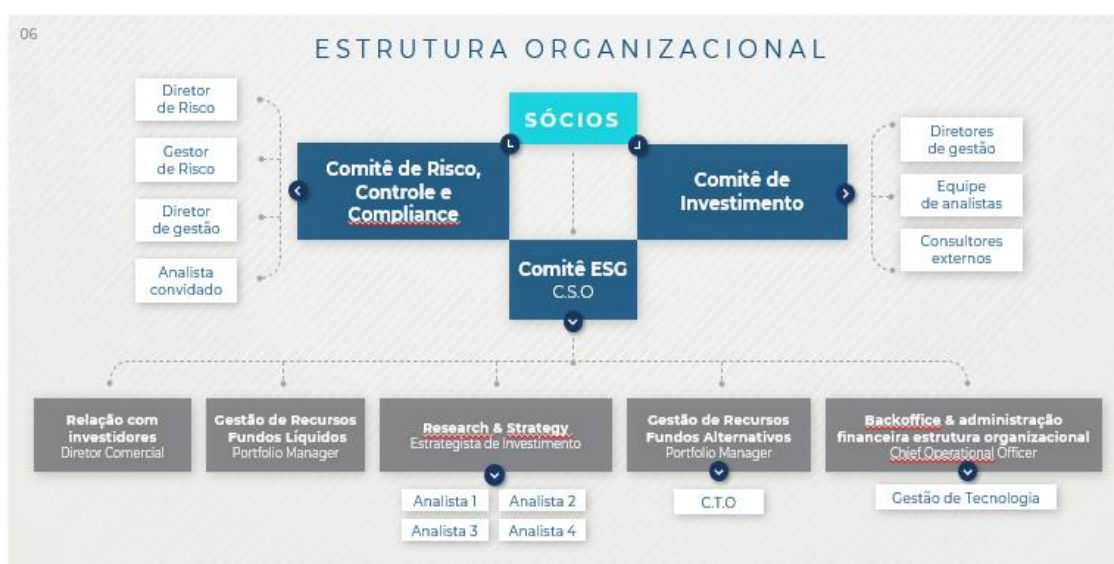 06
ESTRUTURA ORGANIZACIONAL
Diretor
de Risco
Gestor
de Risco
Diretor
de gestão
Analista
convidado
SÓCIOS
Comitê de Risco,
Controle e
Compliance
Comitê de
Investimento
Comitê ESG
C.S.O
Diretores
de gestão
Equipe
de analistas
Consultores
externos
Relação com
investidores
Diretor Comercial
Gestão de Recursos
Fundos Líquidos
Portfolio Manager
Research & Strategy
Estrategista de Investimento
Analista 1
Analista 2
Analista 3
Analista 4
Gestão de Recursos
Fundos Alternativos
Portfolio Manager
C.T.O
Backoffice & administração
financeira estrutura organizacional
Chief Operational Officer
Gestão de Tecnologia